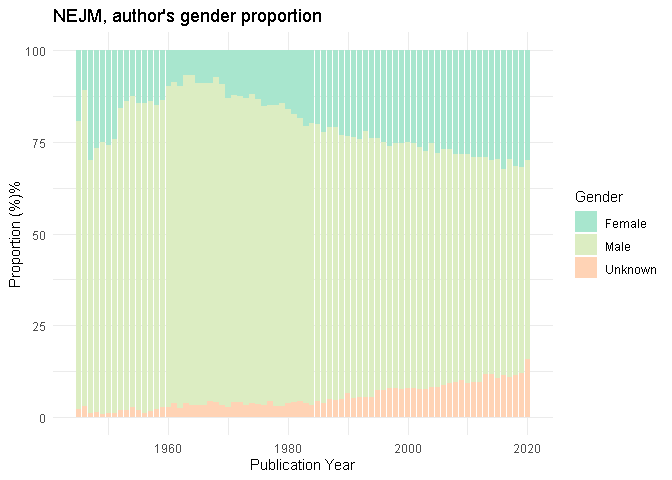 NEJM, author's gender proportion
100
75
50
25
0
Proportion (%)%
1960
1980
2000
2020
Publication Year
Gender
Female
Male
Unknown